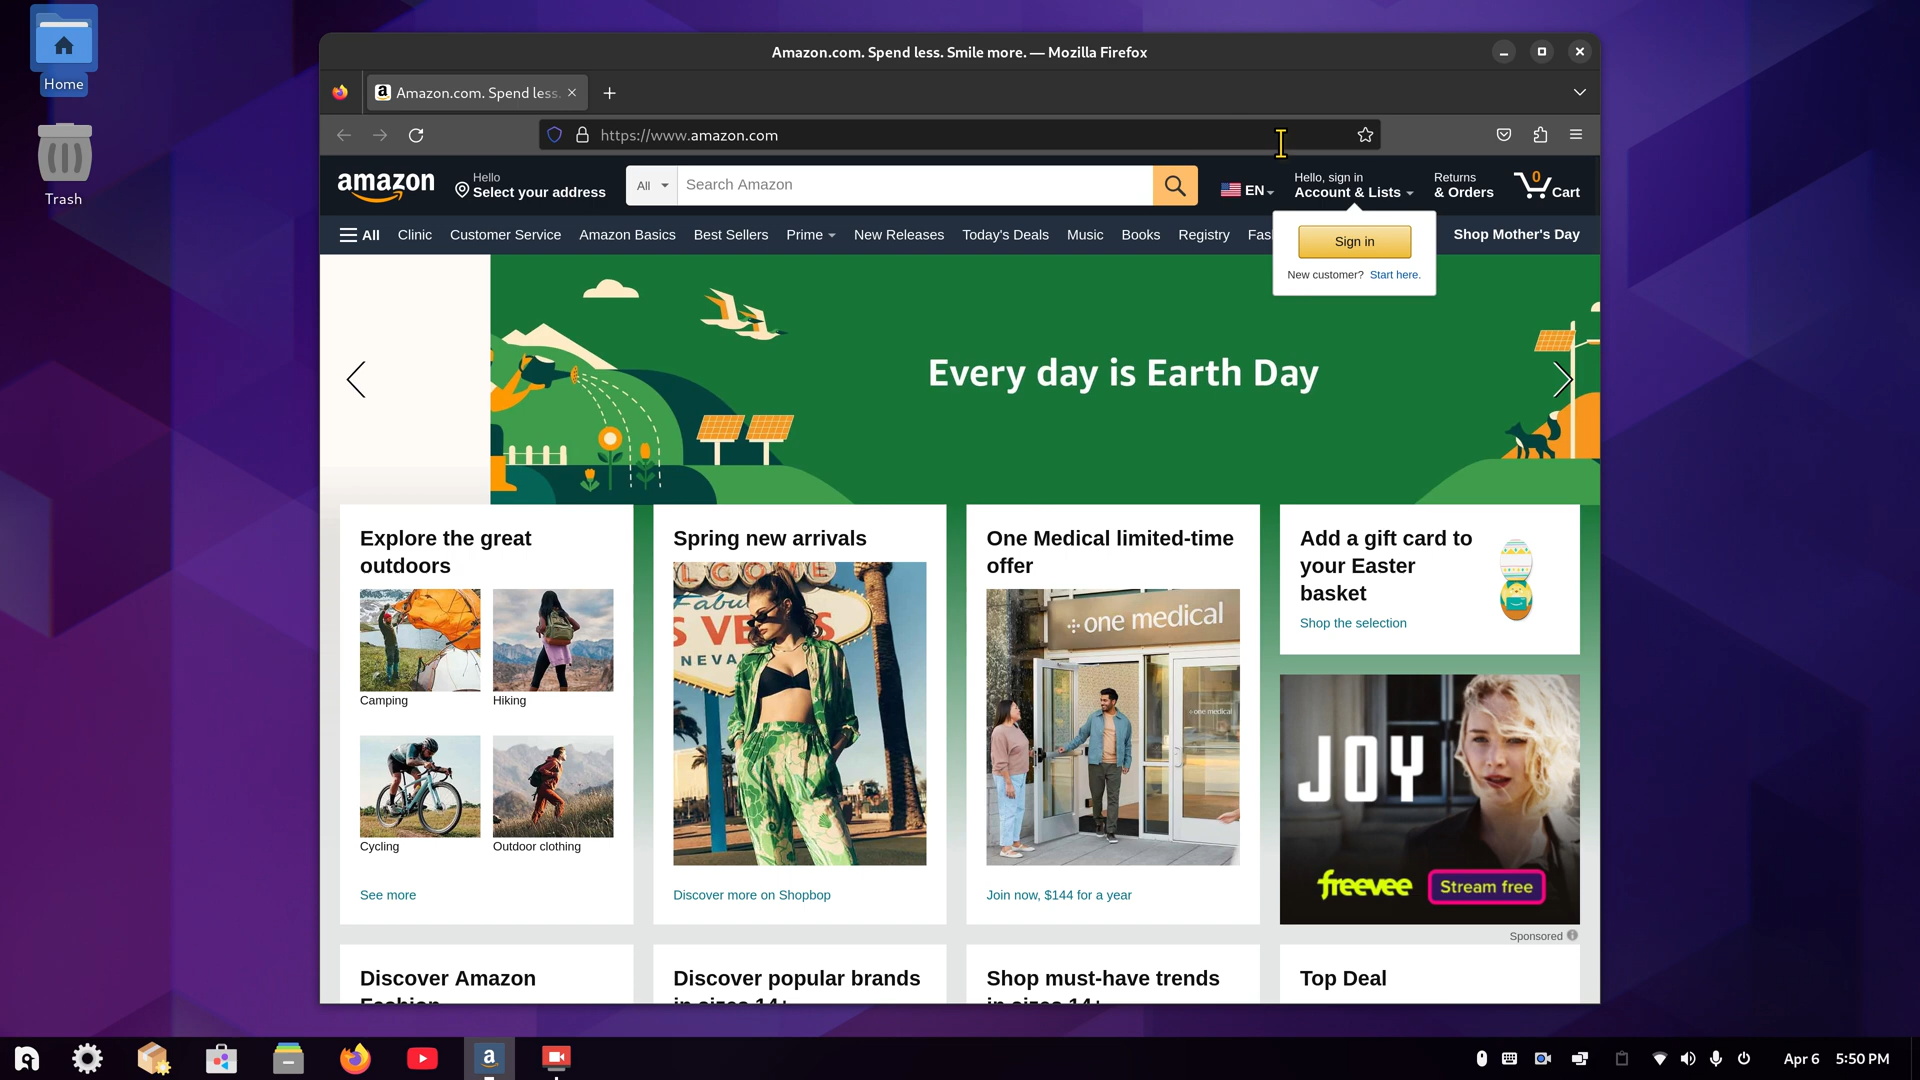 Home
Trash
Amazon.com. Spend less. Smile more. — Mozilla Firefox
Amazon.com. Spend less.
https://www.amazon.com
amazon
Hello
Select your address
All
Search Amazon
EN
Hello, sign in
Account & Lists
Returns
& Orders
0
Cart
All
Clinic
Customer Service
Amazon Basics
Best Sellers
Prime
New Releases
Today's Deals
Music
Books
Registry
Fas
Shop Mother's Day
Sign in
New customer? Start here.
Every day is Earth Day
Explore the great
outdoors
Camping
Hiking
Cycling
Outdoor clothing
See more
Spring new arrivals
Discover more on Shopbop
One Medical limited-time
offer
one medical
one medical
Join now, $144 for a year
Add a gift card to
your Easter
basket
Shop the selection
JOY
freevee
Stream free
Sponsored
Discover Amazon
Fashion
Discover popular brands
in sizes 14+
Shop must-have trends
in sizes 14+
Top Deal
a
Apr 6
5:50 PM